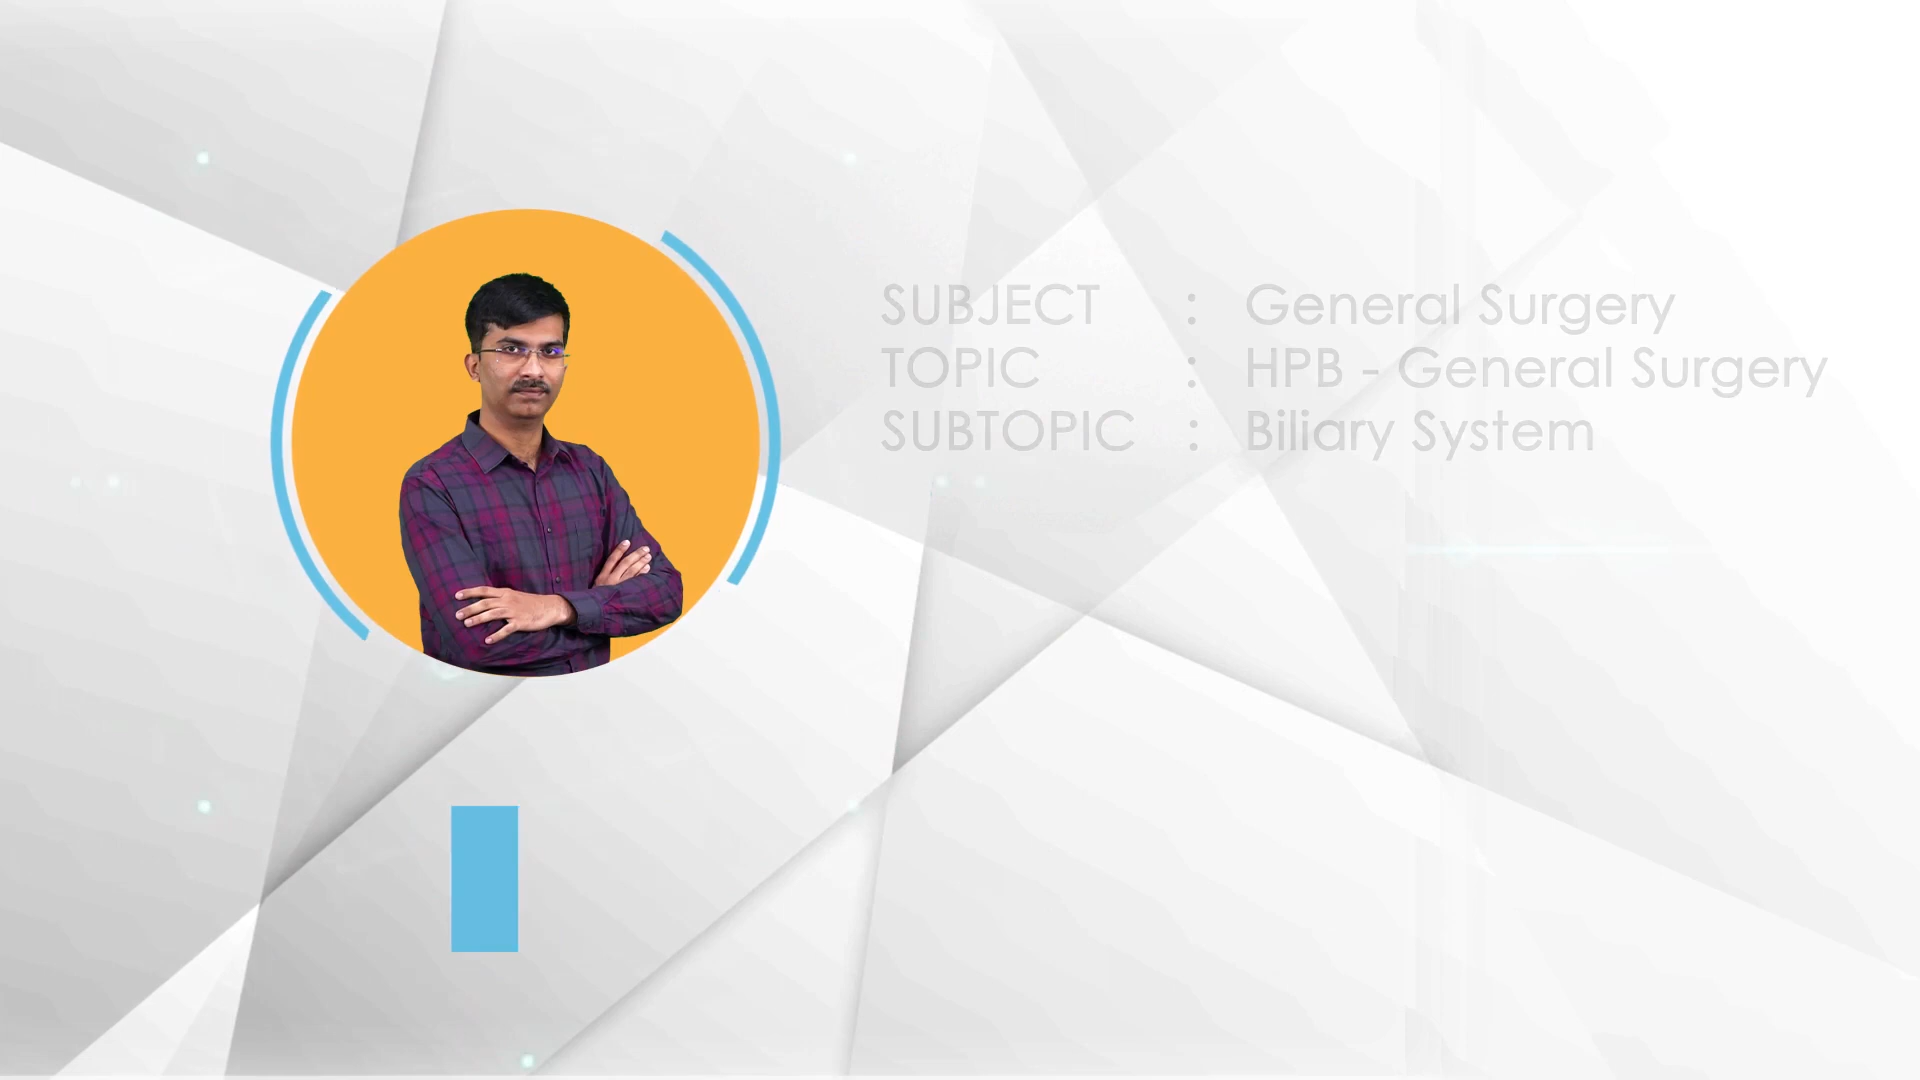 SUBJECT : General Surgery
TOPIC : HPB - General Surgery
SUBTOPIC : Biliary System